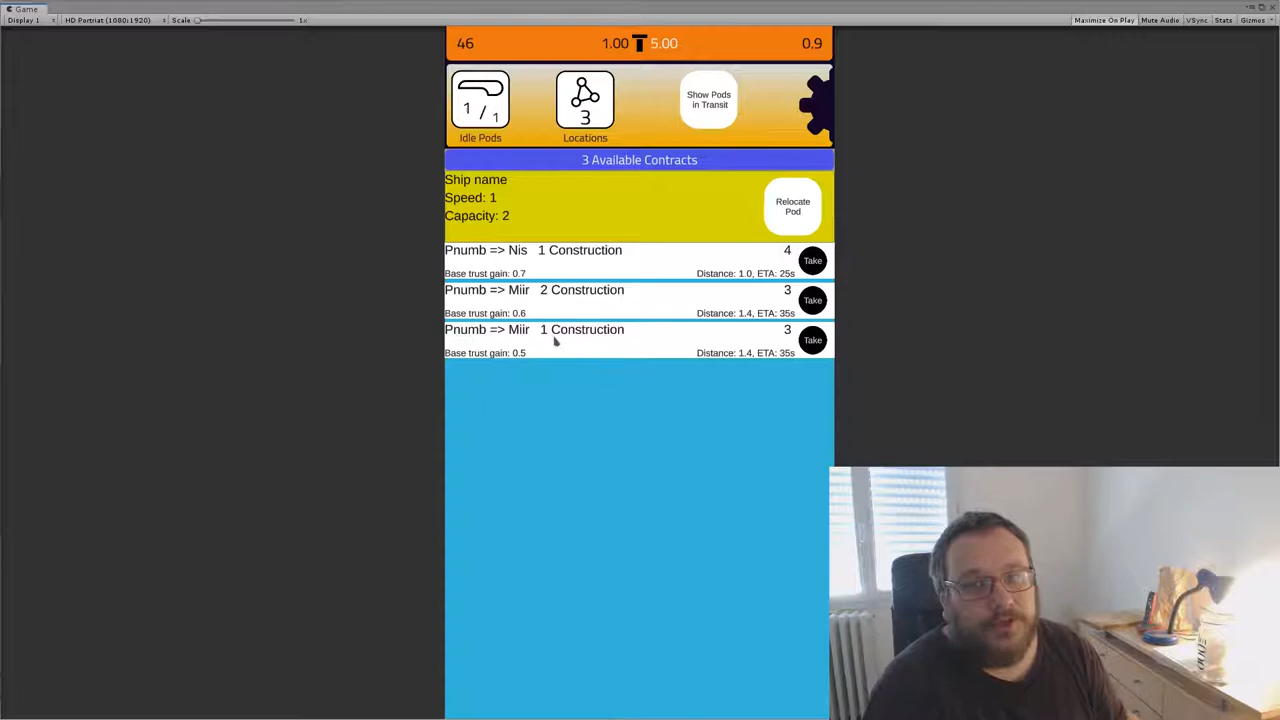 Game
Display 1 HD Portriat (1080:1920) Scale 1x Maximize On Play Mute Audio VSync Stats Gizmos
46 1.00 T 5.00 0.9
1 / 1 3 Show Pods
in Transit
Idle Pods Locations
3 Available Contracts
Ship name
Speed: 1
Capacity: 2
Relocate
Pod
Pnumb => Nis 1 Construction 4 Take
Base trust gain: 0.7 Distance: 1.0, ETA: 25s
Pnumb => Miir 2 Construction 3 Take
Base trust gain: 0.6 Distance: 1.4, ETA: 35s
Pnumb => Miir 1 Construction 3 Take
Base trust gain: 0.5 Distance: 1.4, ETA: 35s